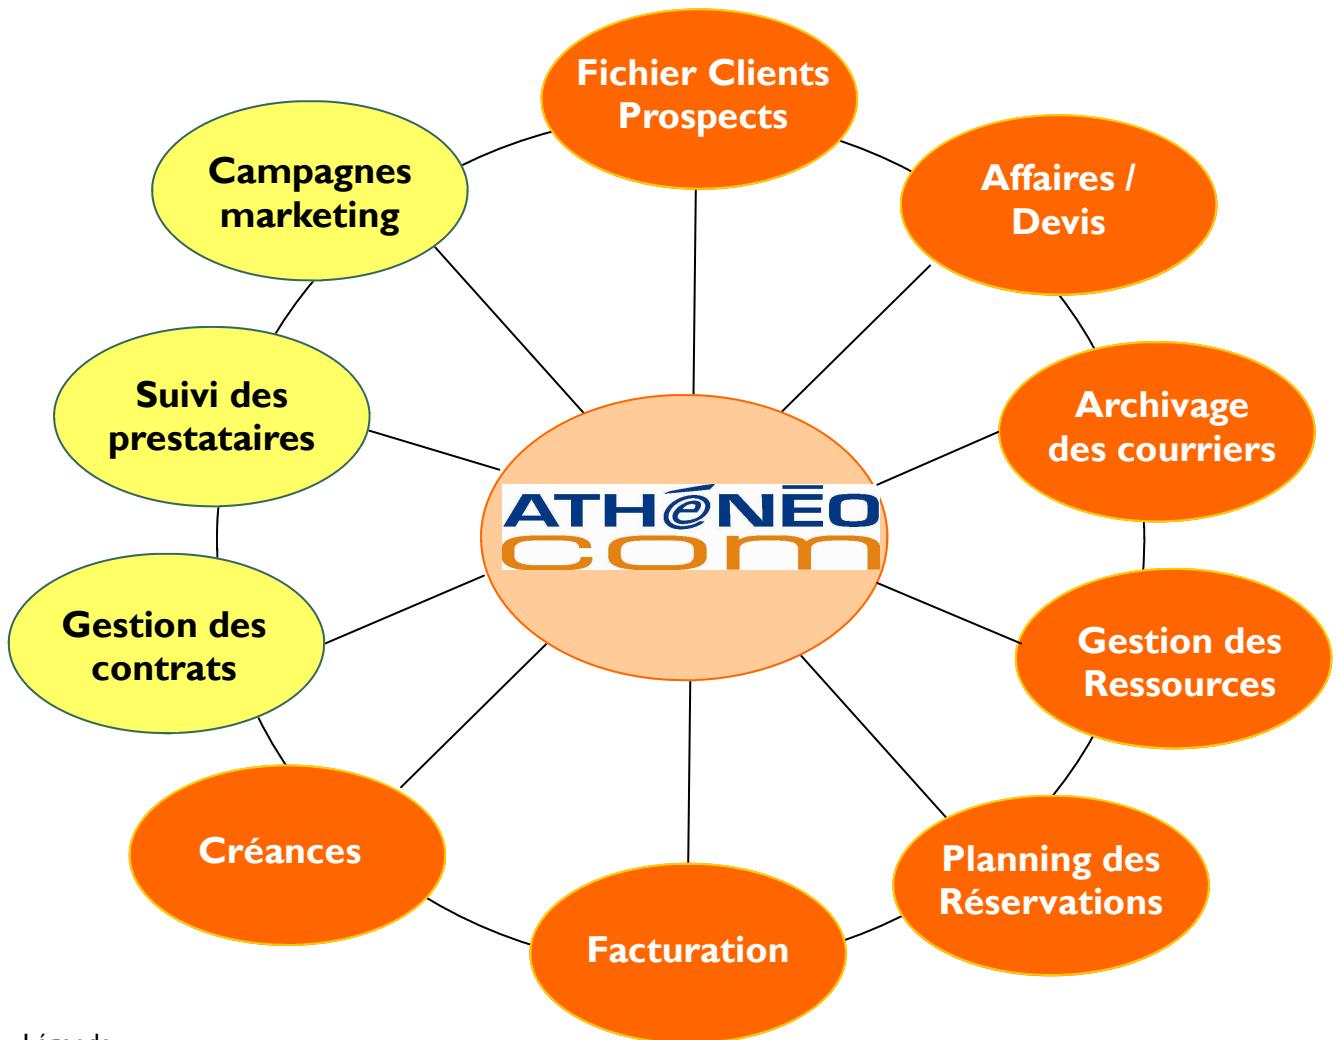 Fichier Clients
Prospects
Affaires /
Devis
Archivage
des courriers
Gestion des
Ressources
Planning des
Réservations
Facturation
Créances
Gestion des
contrats
Suivi des
prestataires
Campagnes
marketing
ATHéNĒO
com